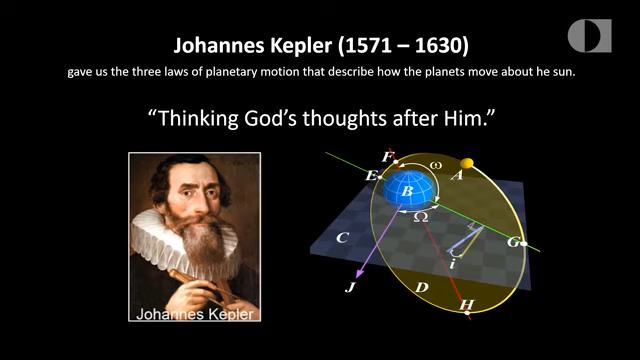 Johannes Kepler (1571 – 1630)
gave us the three laws of planetary motion that describe how the planets move about he sun.
“Thinking God’s thoughts after Him.”
F
ω
E
A
B
Ω
C
G
i
J
D
H
Johannes Kepler